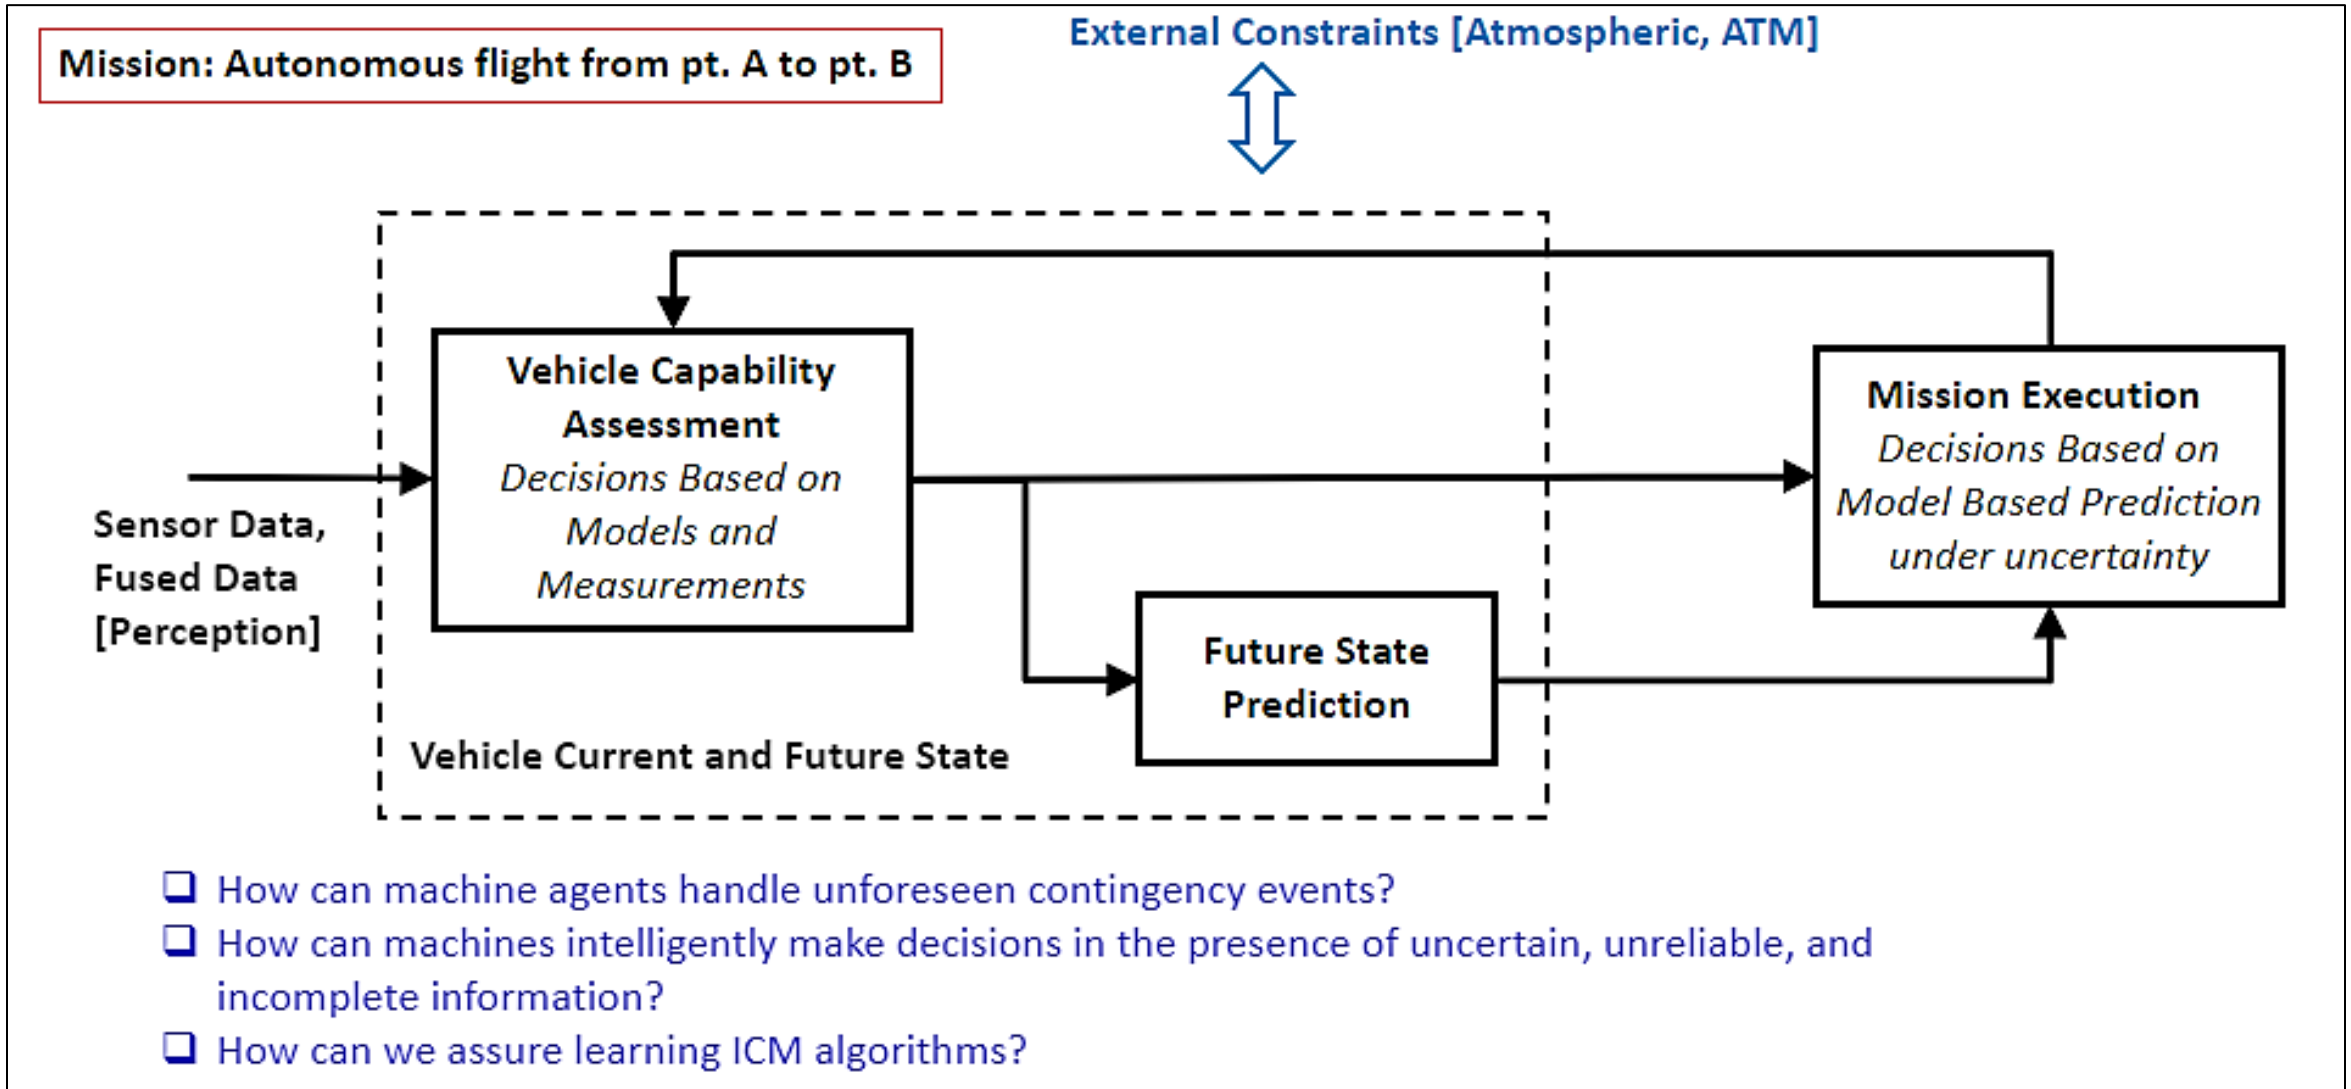 External Constraints [Atmospheric, ATM]
Mission: Autonomous flight from pt. A to pt. B
Vehicle Capability
Assessment
Decisions Based on
Models and
Measurements
Mission Execution
Decisions Based on
Model Based Prediction
under uncertainty
Sensor Data,
Fused Data
[Perception]
Future State
Prediction
Vehicle Current and Future State
❑ How can machine agents handle unforeseen contingency events?
❑ How can machines intelligently make decisions in the presence of uncertain, unreliable, and
incomplete information?
❑ How can we assure learning ICM algorithms?